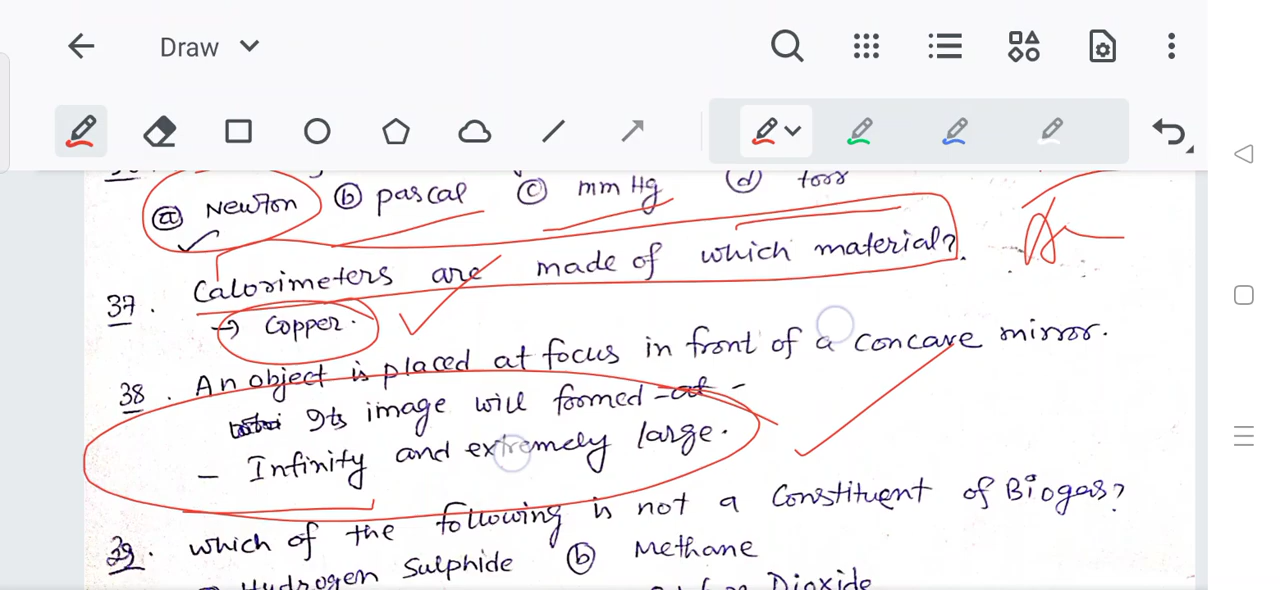 Draw
(a) Newton (b) pascal (c) mm Hg (d) torr
37. Calorimeters are made of which material?
→ Copper.
38. An object is placed at focus in front of a concave mirror.
Its image will formed -at -
- Infinity and extremely large.
39. which of the following is not a Constituent of Biogas?
Hydrogen Sulphide (b) Methane
Dioxide